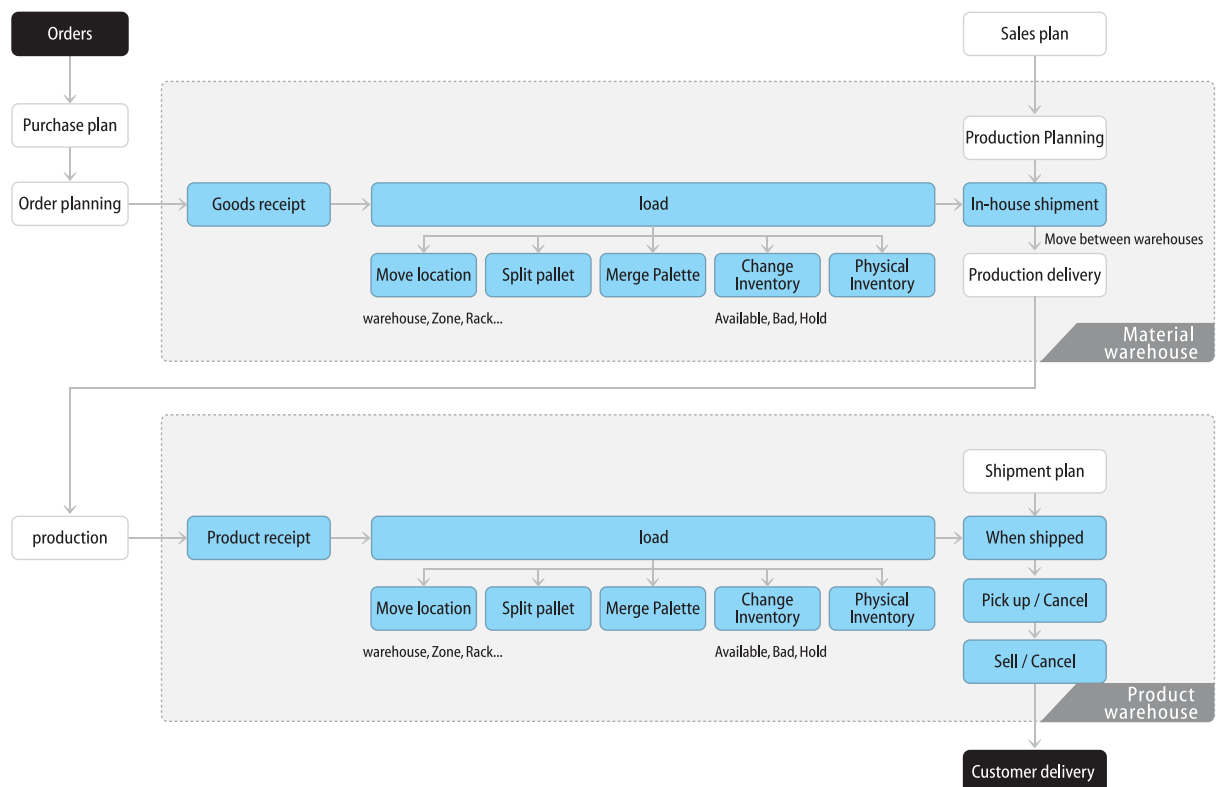 Orders
Sales plan
Purchase plan
Production Planning
Order planning
Goods receipt
load
In-house shipment
Move between warehouses
Move location
Split pallet
Merge Palette
Change
Inventory
Physical
Inventory
Production delivery
warehouse, Zone, Rack...
Available, Bad, Hold
Material
warehouse
Shipment plan
production
Product receipt
load
When shipped
Move location
Split pallet
Merge Palette
Change
Inventory
Physical
Inventory
Pick up / Cancel
warehouse, Zone, Rack...
Available, Bad, Hold
Sell / Cancel
Product
warehouse
Customer delivery